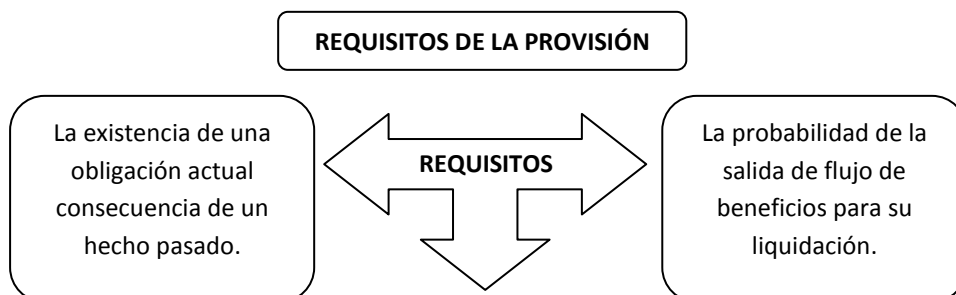 REQUISITOS DE LA PROVISIÓN
La existencia de una
obligación actual
consecuencia de un
hecho pasado.
REQUISITOS
La probabilidad de la
salida de flujo de
beneficios para su
liquidación.